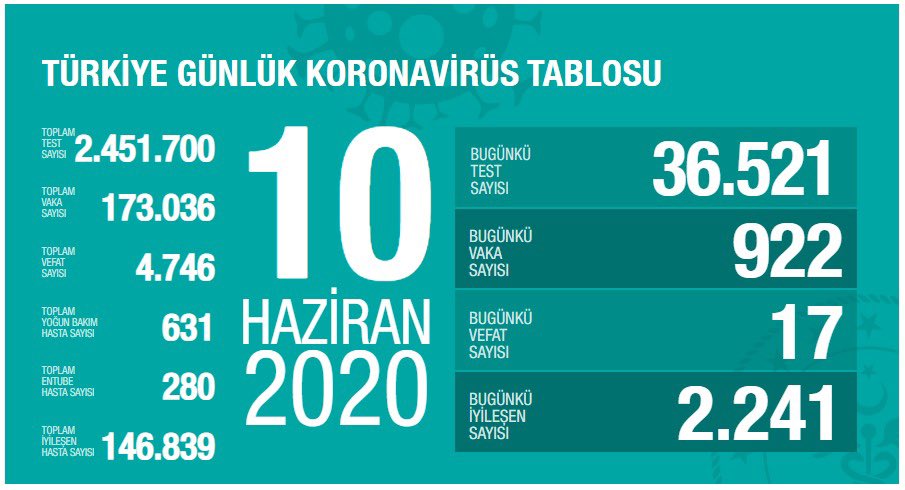 TÜRKİYE GÜNLÜK KORONAVİRÜS TABLOSU
TOPLAM
TEST
SAYISI 2.451.700
TOPLAM
VAKA
SAYISI 173.036
TOPLAM
VEFAT
SAYISI 4.746
TOPLAM
YOĞUN BAKIM
HASTA SAYISI 631
TOPLAM
ENTUBE
HASTA SAYISI 280
TOPLAM
İYİLEŞEN
HASTA SAYISI 146.839
10
HAZİRAN
2020
BUGÜNKÜ
TEST
SAYISI 36.521
BUGÜNKÜ
VAKA
SAYISI 922
BUGÜNKÜ
VEFAT
SAYISI 17
BUGÜNKÜ
İYİLEŞEN
SAYISI 2.241